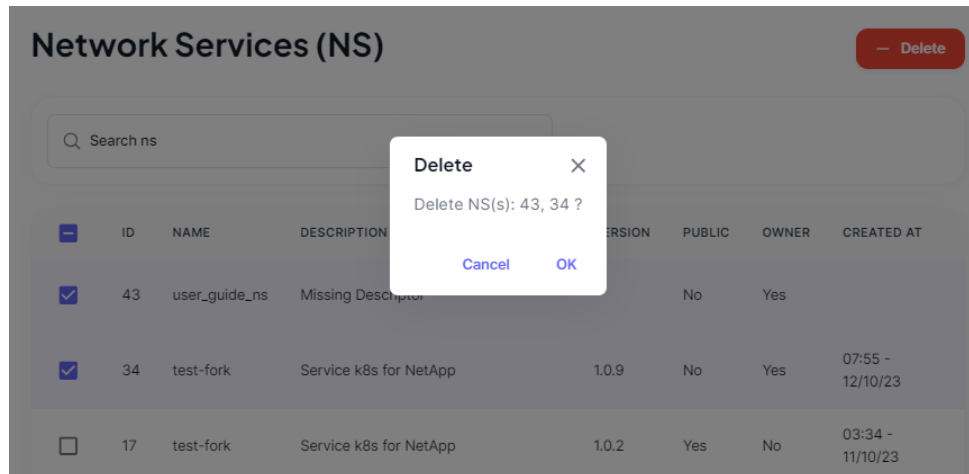 Network Services (NS)
— Delete
Search ns
Delete
Delete NS(s): 43, 34 ?
Cancel OK
ID NAME DESCRIPTION ERSION PUBLIC OWNER CREATED AT
43 user_guide_ns Missing Descriptor No Yes
34 test-fork Service k8s for NetApp 1.0.9 No Yes 07:55 -
12/10/23
17 test-fork Service k8s for NetApp 1.0.2 Yes No 03:34 -
11/10/23